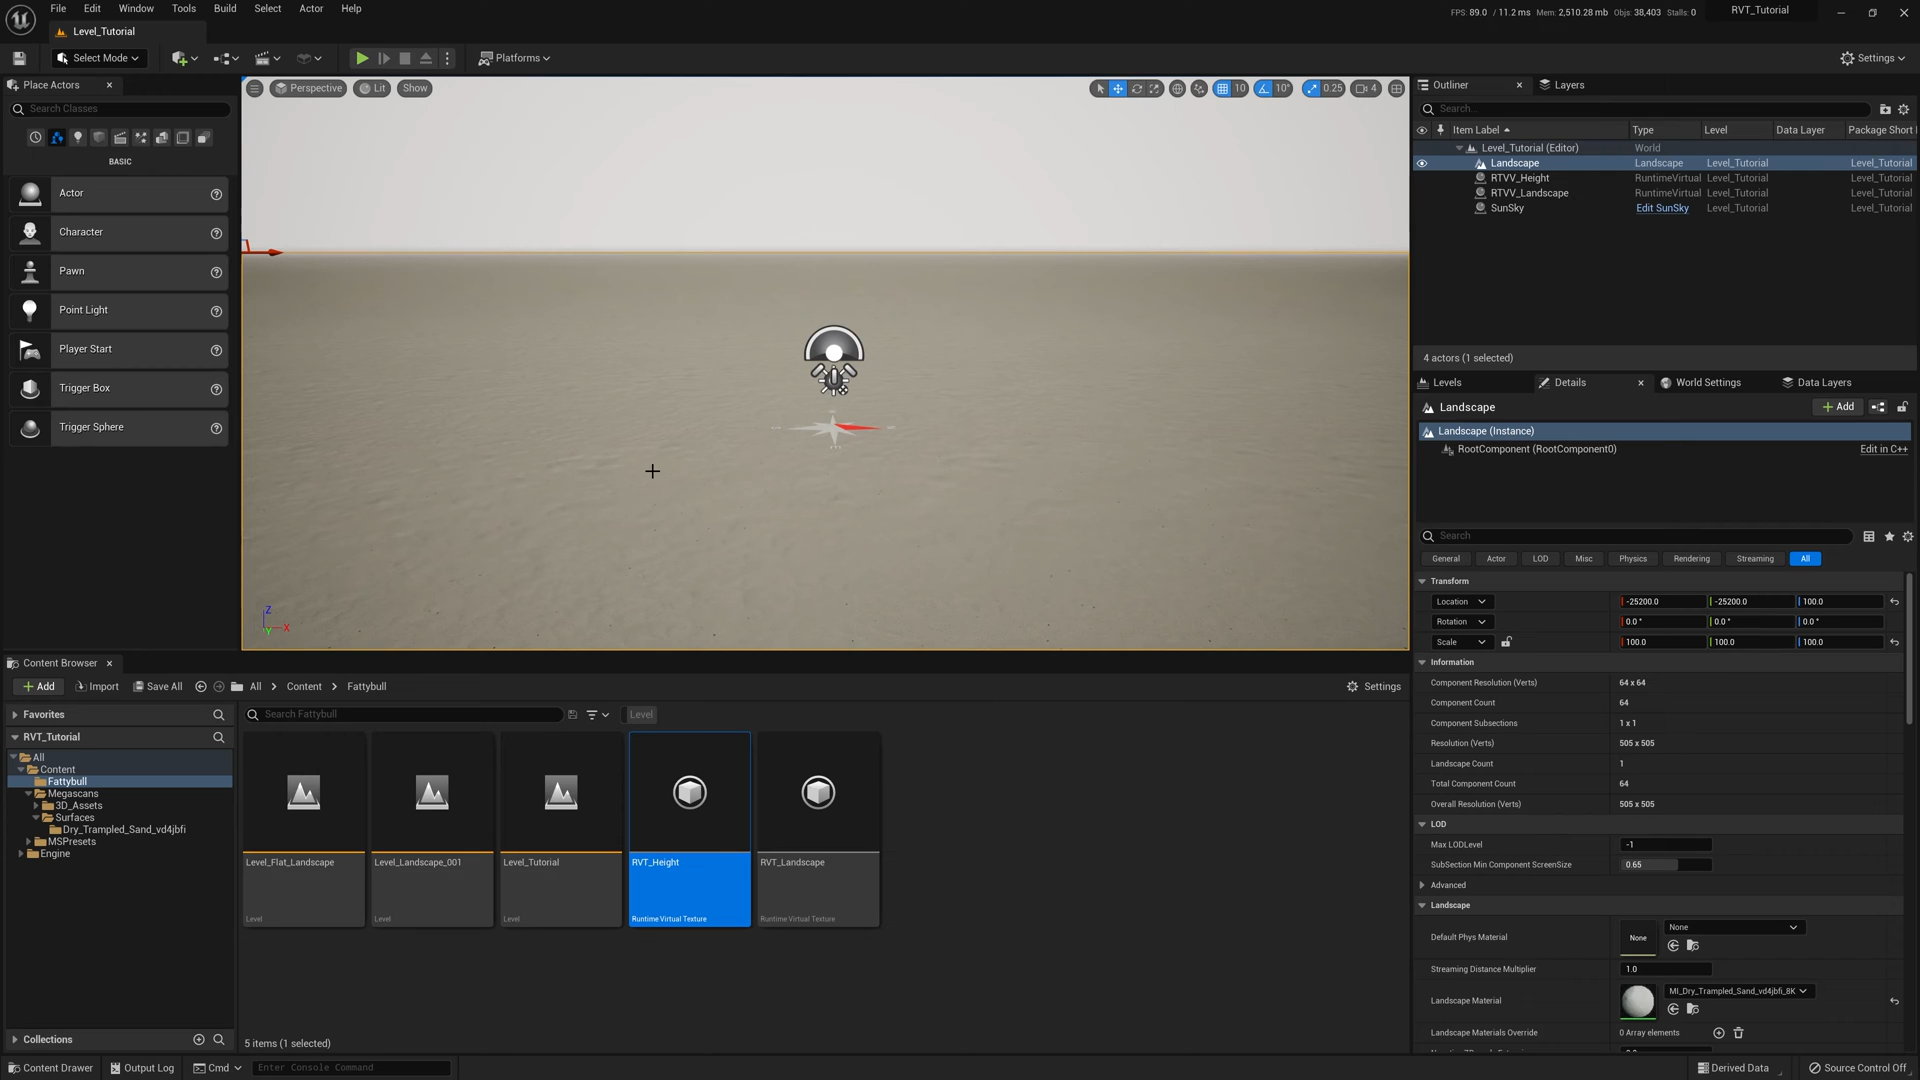 File Edit Window Tools Build Select Actor Help
FPS: 89.0 / 11.2 ms Mem: 2,510.28 mb Objs: 38,403 Stalls: 0
RVT_Tutorial
Level_Tutorial
Select Mode
Platforms
Settings
Place Actors
Search Classes
BASIC
Actor
Character
Pawn
Point Light
Player Start
Trigger Box
Trigger Sphere
Perspective Lit Show
10 10° 0.25 4
Z
X
Y
Outliner Layers
Search...
Item Label Type Level Data Layer Package Short
Level_Tutorial (Editor) World
Landscape Landscape Level_Tutorial Level_Tutorial
RTVV_Height RuntimeVirtual Level_Tutorial Level_Tutorial
RTVV_Landscape RuntimeVirtual Level_Tutorial Level_Tutorial
SunSky Edit SunSky Level_Tutorial Level_Tutorial
4 actors (1 selected)
Levels Details World Settings Data Layers
Landscape
Add
Landscape (Instance)
RootComponent (RootComponent0) Edit in C++
Search
General Actor LOD Misc Physics Rendering Streaming All
Transform
Location -25200.0 -25200.0 100.0
Rotation 0.0 ° 0.0 ° 0.0 °
Scale 100.0 100.0 100.0
Information
Component Resolution (Verts) 64 x 64
Component Count 64
Component Subsections 1 x 1
Resolution (Verts) 505 x 505
Landscape Count 1
Total Component Count 64
Overall Resolution (Verts) 505 x 505
LOD
Max LODLevel -1
SubSection Min Component ScreenSize 0.65
Advanced
Landscape
Default Phys Material None None
Streaming Distance Multiplier 1.0
Landscape Material MI_Dry_Trampled_Sand_vd4jbfi_8K
Landscape Materials Override 0 Array elements
Content Browser
Add Import Save All All Content Fattybull Settings
Favorites
RVT_Tutorial
All
Content
Fattybull
Megascans
3D_Assets
Surfaces
Dry_Trampled_Sand_vd4jbfi
MSPresets
Engine
Collections
Search Fattybull Level
Level_Flat_Landscape
Level
Level_Landscape_001
Level
Level_Tutorial
Level
RVT_Height
Runtime Virtual Texture
RVT_Landscape
Runtime Virtual Texture
5 items (1 selected)
Content Drawer Output Log Cmd Enter Console Command
Derived Data Source Control Off